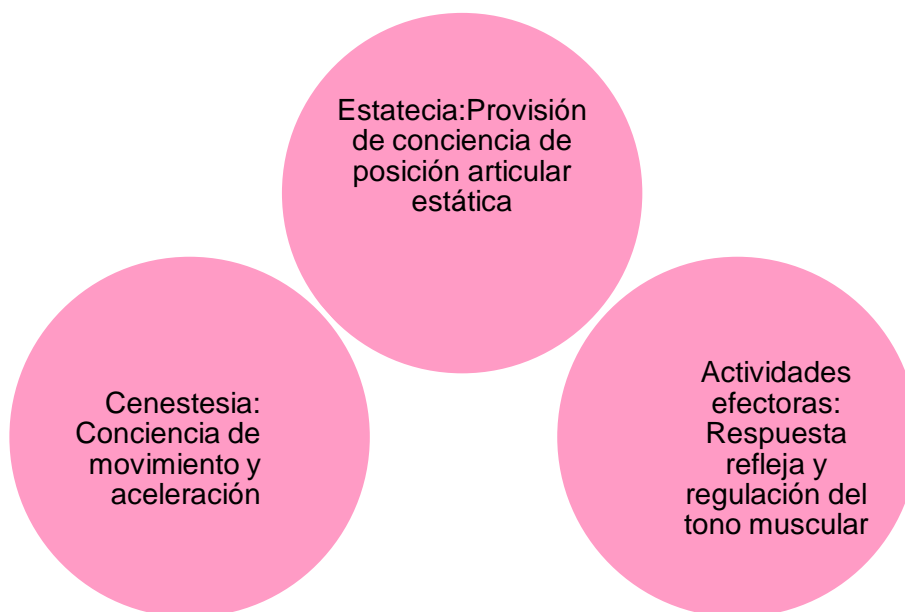 Estatecia:Provisión
de conciencia de
posición articular
estática
Cenestesia:
Conciencia de
movimiento y
aceleración
Actividades
efectoras:
Respuesta
refleja y
regulación del
tono muscular